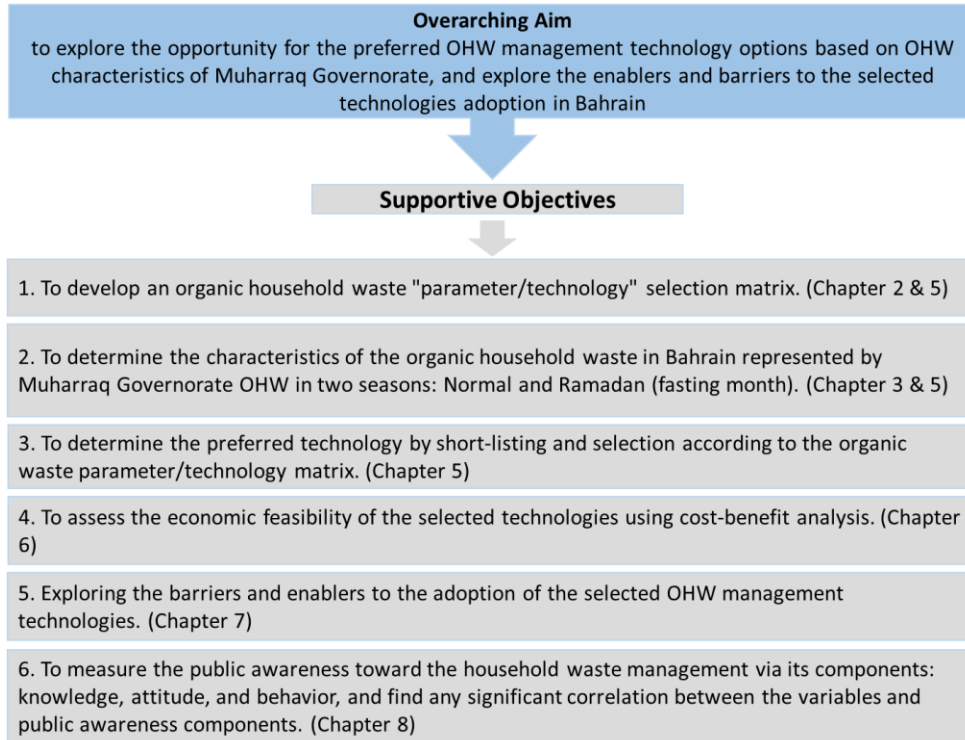 Overarching Aim
to explore the opportunity for the preferred OHW management technology options based on OHW
characteristics of Muharraq Governorate, and explore the enablers and barriers to the selected
technologies adoption in Bahrain
Supportive Objectives
1. To develop an organic household waste "parameter/technology" selection matrix. (Chapter 2 & 5)
2. To determine the characteristics of the organic household waste in Bahrain represented by
Muharraq Governorate OHW in two seasons: Normal and Ramadan (fasting month). (Chapter 3 & 5)
3. To determine the preferred technology by short-listing and selection according to the organic
waste parameter/technology matrix. (Chapter 5)
4. To assess the economic feasibility of the selected technologies using cost-benefit analysis. (Chapter
6)
5. Exploring the barriers and enablers to the adoption of the selected OHW management
technologies. (Chapter 7)
6. To measure the public awareness toward the household waste management via its components:
knowledge, attitude, and behavior, and find any significant correlation between the variables and
public awareness components. (Chapter 8)